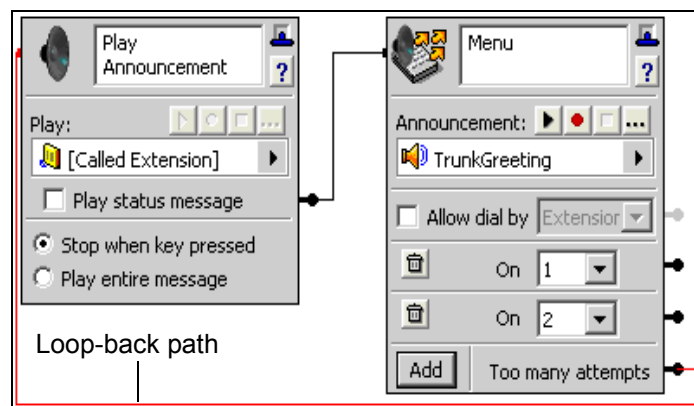 Play
Announcement
?
Play:
...
[Called Extension]
Play status message
Stop when key pressed
Play entire message
Loop-back path
Menu
?
Announcement:
...
TrunkGreeting
Allow dial by Extension
On 1
On 2
Add Too many attempts